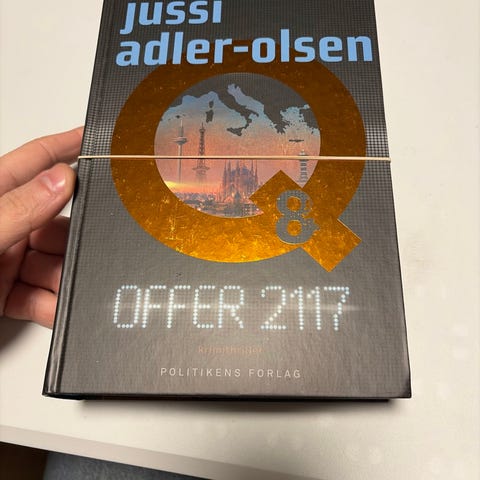 jussi
adler-olsen
Q
8
OFFER 2117
krimithriller
POLITIKENS FORLAG